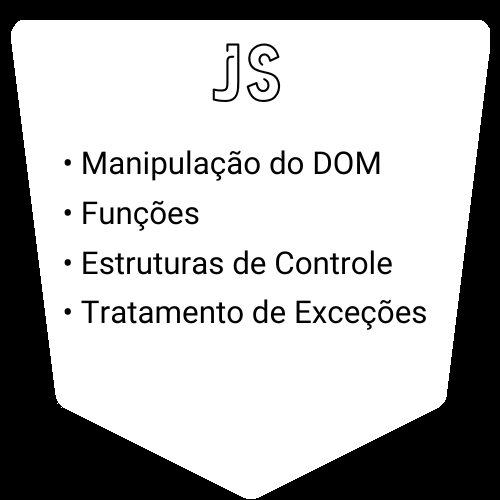 JS
• Manipulação do DOM
• Funções
• Estruturas de Controle
• Tratamento de Exceções